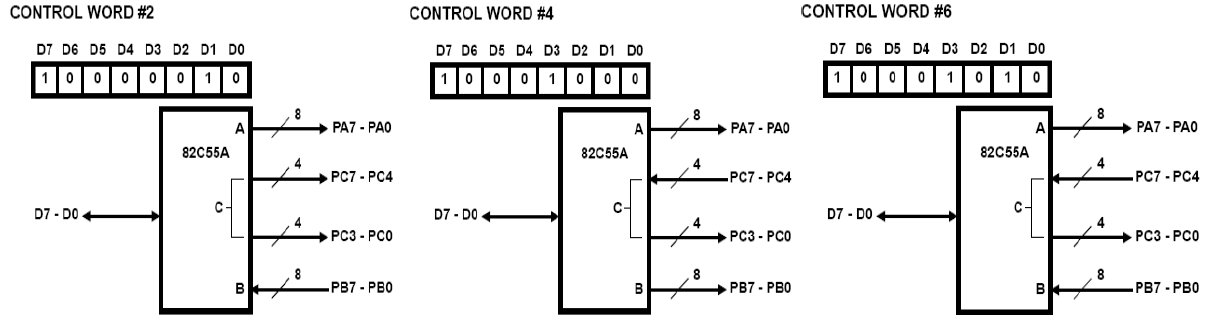 CONTROL WORD #2
D7 D6 D5 D4 D3 D2 D1 D0
1 0 0 0 0 0 1 0
A
8
PA7 - PA0
82C55A
4
PC7 - PC4
C
D7 - D0
4
PC3 - PC0
B
8
PB7 - PB0
CONTROL WORD #4
D7 D6 D5 D4 D3 D2 D1 D0
1 0 0 0 1 0 0 0
A
8
PA7 - PA0
82C55A
4
PC7 - PC4
C
D7 - D0
4
PC3 - PC0
B
8
PB7 - PB0
CONTROL WORD #6
D7 D6 D5 D4 D3 D2 D1 D0
1 0 0 0 1 0 1 0
A
8
PA7 - PA0
82C55A
4
PC7 - PC4
C
D7 - D0
4
PC3 - PC0
B
8
PB7 - PB0